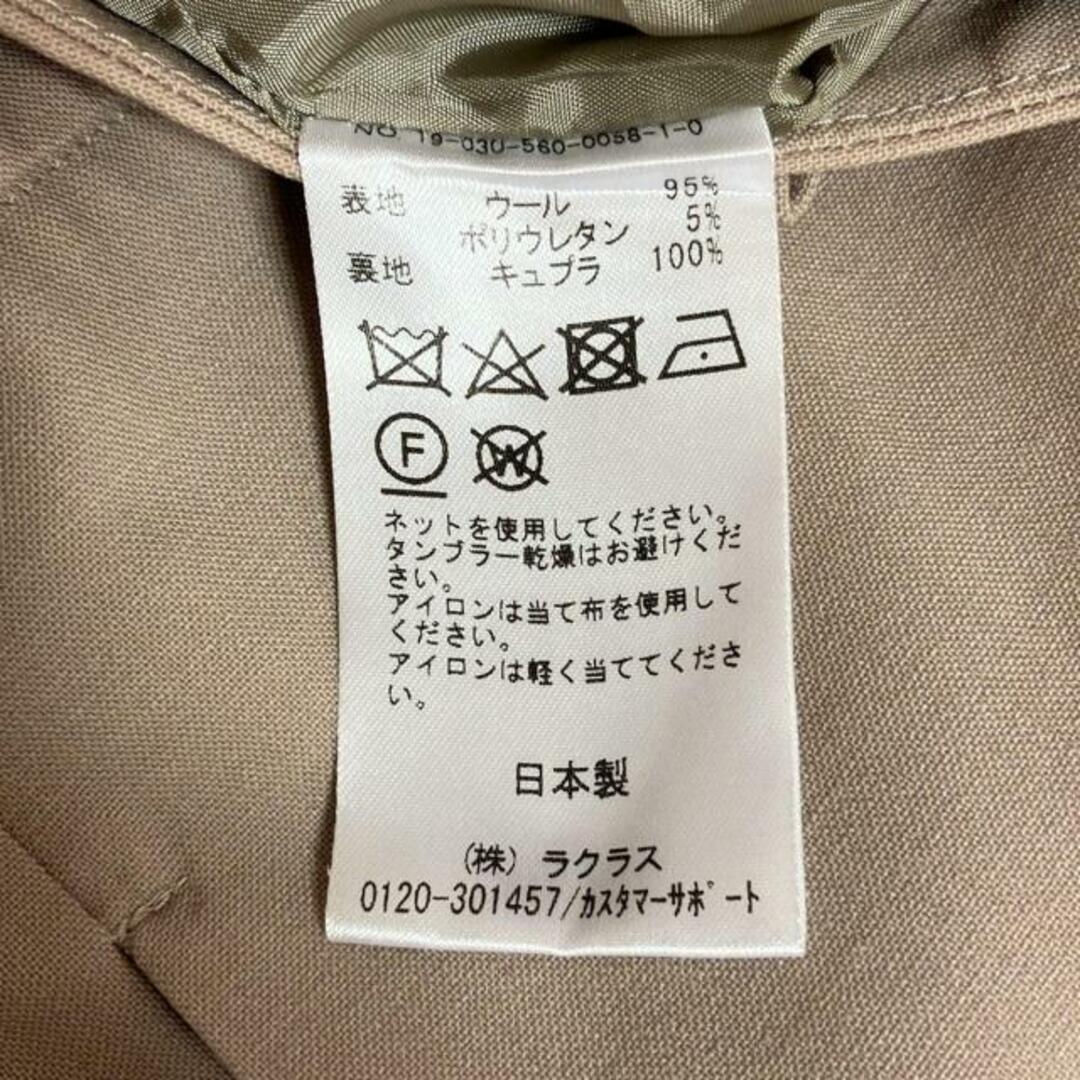 NO 19-030-560-0058-1-0
表地 ウール 95%
ポリウレタン 5%
裏地 キュプラ 100%
F
W
ネットを使用してください。
タンブラー乾燥はお避けくだ
さい。
アイロンは当て布を使用して
ください。
アイロンは軽く当ててくださ
い。
日本製
(株) ラクラス
0120-301457/ｶｽﾀﾏｰｻﾎﾟｰﾄ